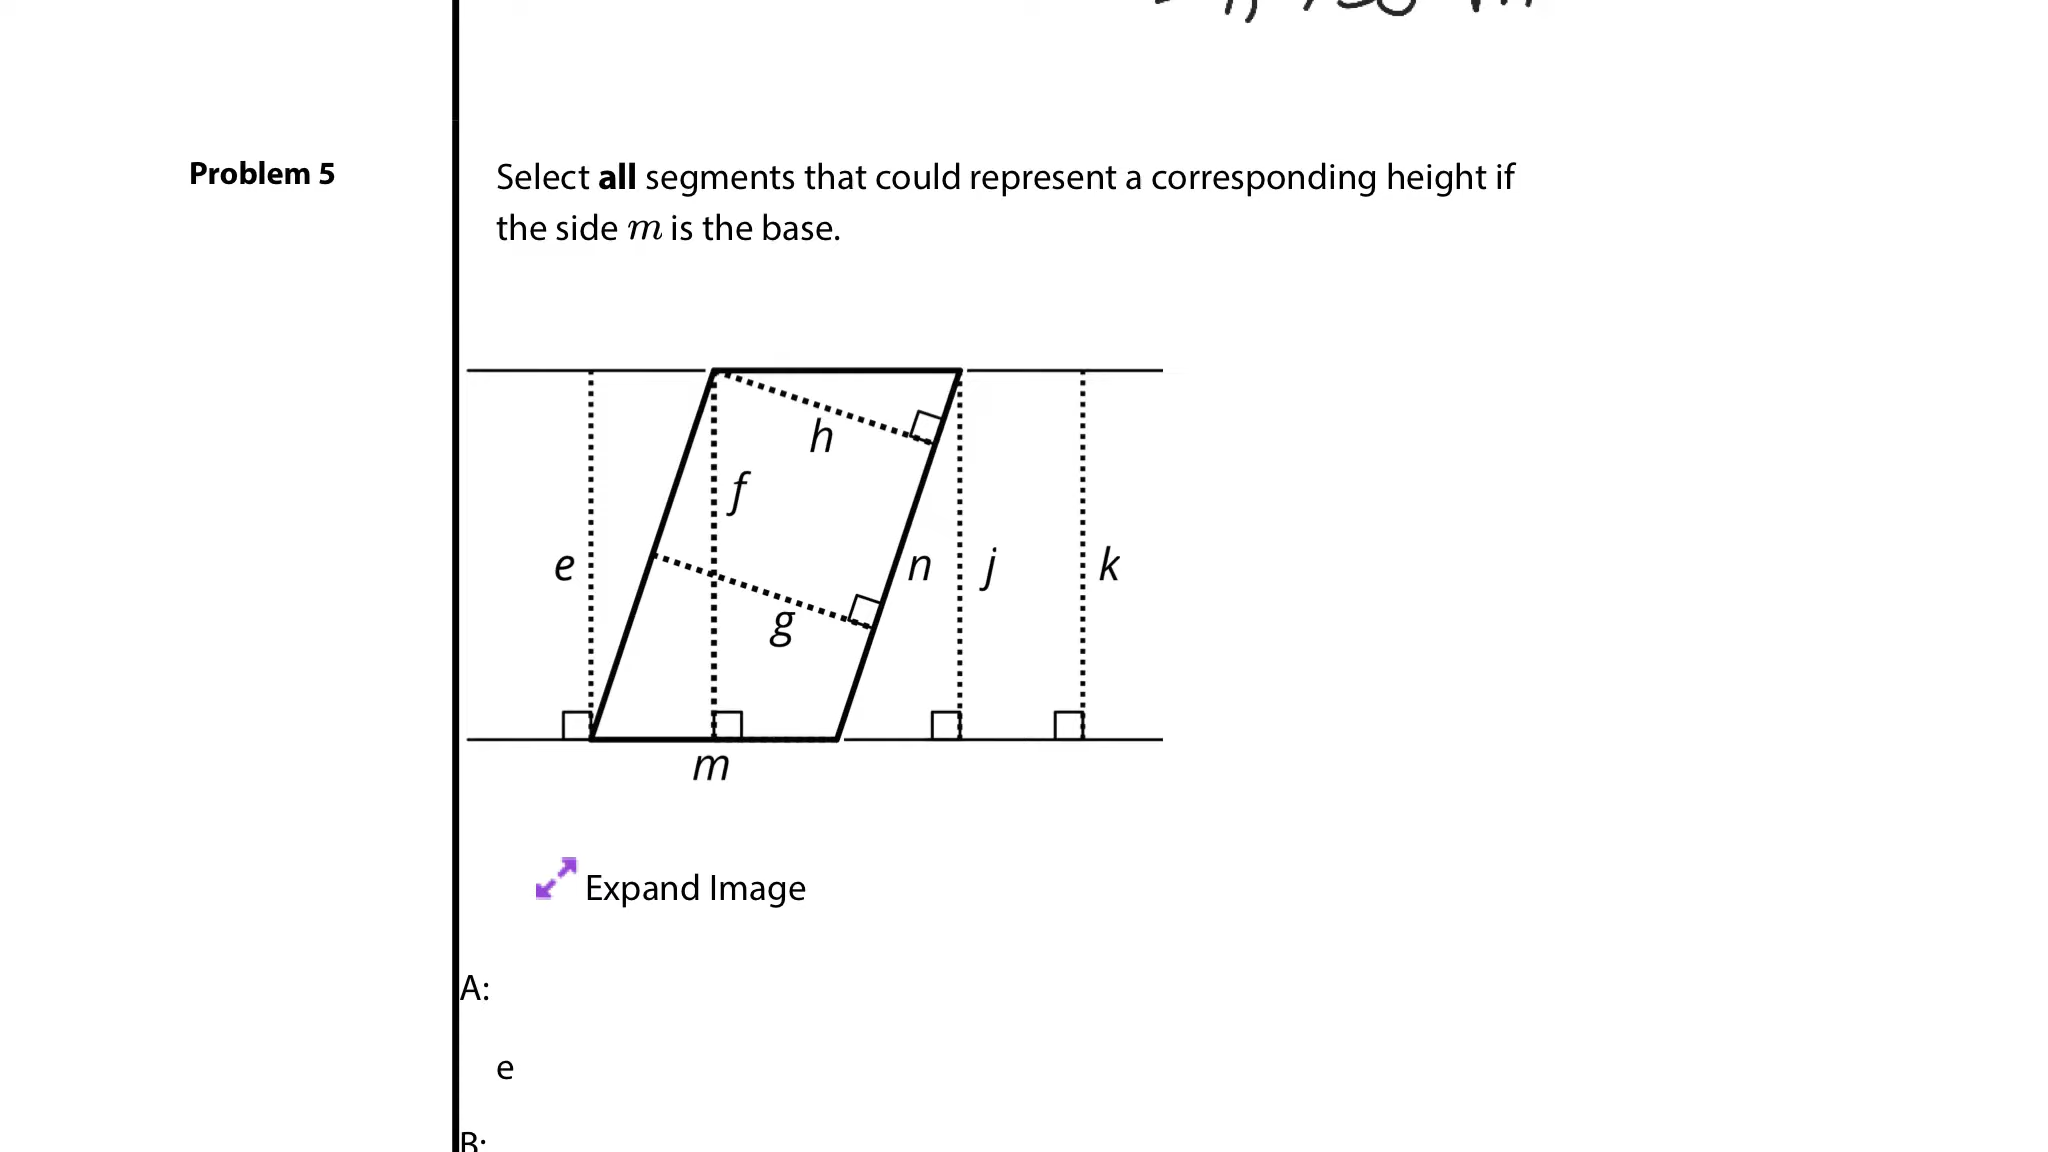 Problem 5
Select all segments that could represent a corresponding height if
the side m is the base.
h
f
e
n
j
k
g
m
Expand Image
A:
e
B: